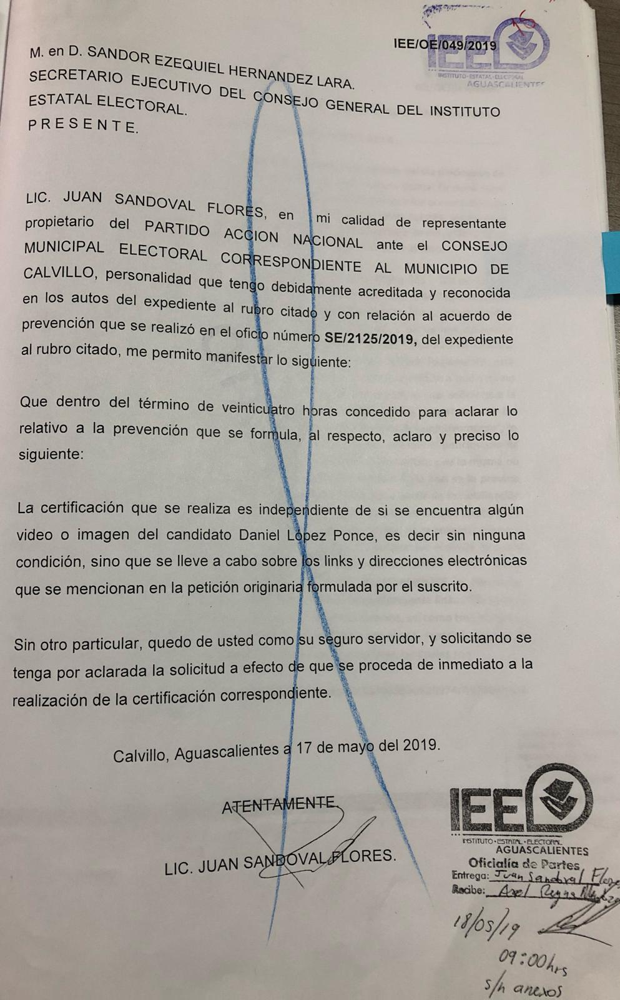 16
IEE
IEE/OE/049/2019
INSTITUTO·ESTATAL·ELECTORAL
AGUASCALIENTES
M. en D. SANDOR EZEQUIEL HERNANDEZ LARA.
SECRETARIO EJECUTIVO DEL CONSEJO GENERAL DEL INSTITUTO
ESTATAL ELECTORAL.
P R E S E N T E.
LIC. JUAN SANDOVAL FLORES, en mi calidad de representante
propietario del PARTIDO ACCION NACIONAL ante el CONSEJO
MUNICIPAL ELECTORAL CORRESPONDIENTE AL MUNICIPIO DE
CALVILLO, personalidad que tengo debidamente acreditada y reconocida
en los autos del expediente al rubro citado y con relación al acuerdo de
prevención que se realizó en el oficio número SE/2125/2019, del expediente
al rubro citado, me permito manifestar lo siguiente:
Que dentro del término de veinticuatro horas concedido para aclarar lo
relativo a la prevención que se formula, al respecto, aclaro y preciso lo
siguiente:
La certificación que se realiza es independiente de si se encuentra algún
video o imagen del candidato Daniel López Ponce, es decir sin ninguna
condición, sino que se lleve a cabo sobre los links y direcciones electrónicas
que se mencionan en la petición originaria formulada por el suscrito.
Sin otro particular, quedo de usted como su seguro servidor, y solicitando se
tenga por aclarada la solicitud a efecto de que se proceda de inmediato a la
realización de la certificación correspondiente.
Calvillo, Aguascalientes a 17 de mayo del 2019.
ATENTAMENTE
LIC. JUAN SANDOVAL FLORES.
IEE
INSTITUTO·ESTATAL·ELECTORAL
AGUASCALIENTES
Oficialía de Partes
Entrega: Juan Sandoval Flores
Recibe: Axel Reyna
18/05/19
09:00hrs
s/n anexos